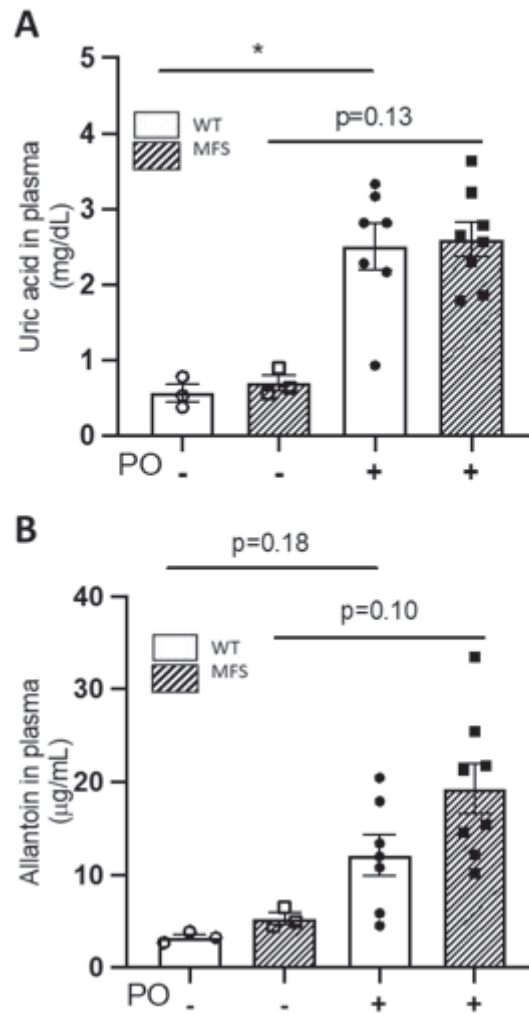 A
Uric acid in plasma
(mg/dL)
5
4
3
2
1
0
*
p=0.13
WT
MFS
PO - - + +
B
Allantoin in plasma
(µg/mL)
p=0.18
40
30
20
10
0
p=0.10
WT
MFS
PO - - + +